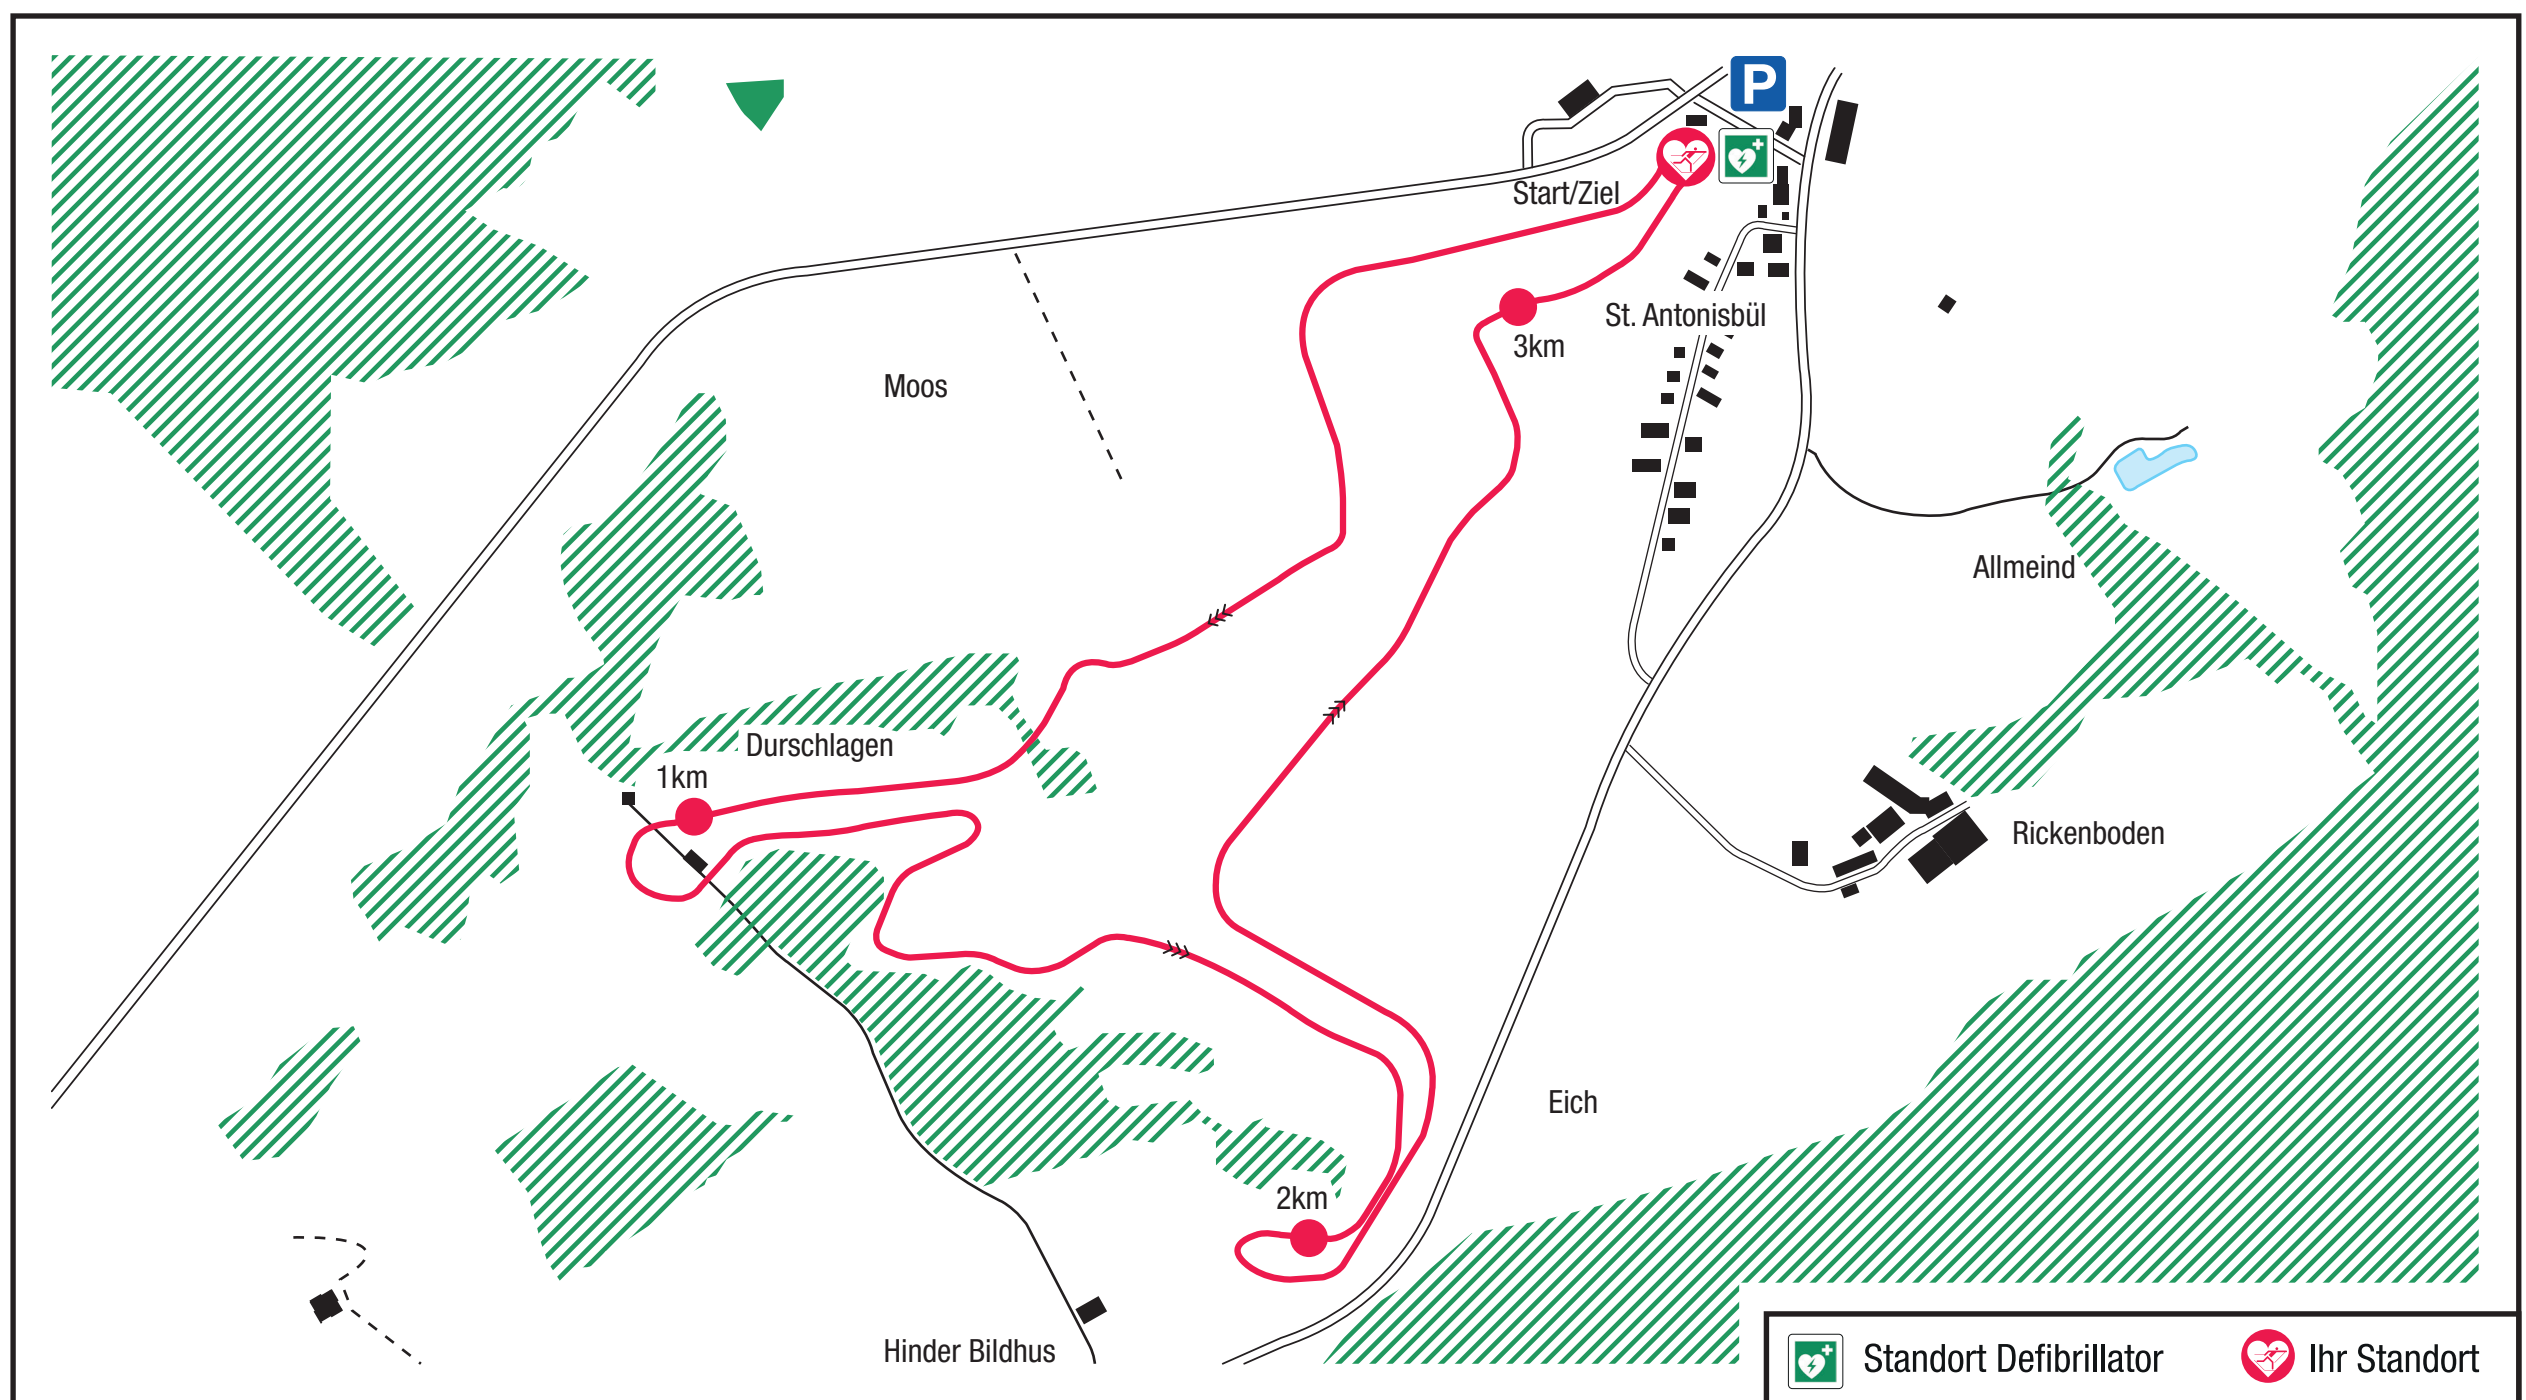 P
Start/Ziel
St. Antonisbül
3km
Moos
Allmeind
Durschlagen
1km
Rickenboden
Eich
2km
Hinder Bildhus
Standort Defibrillator
Ihr Standort